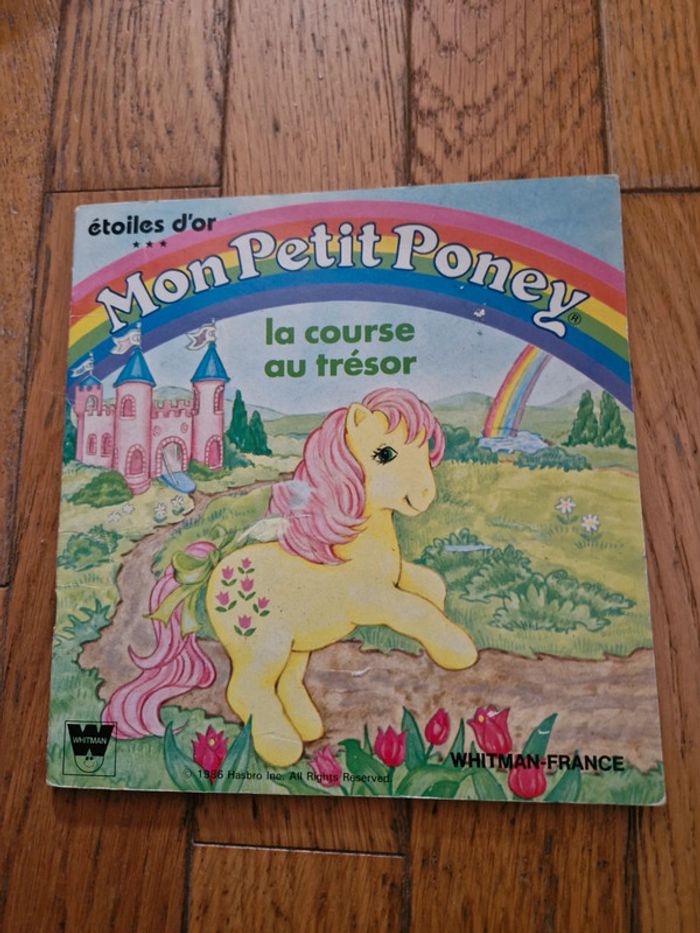 étoiles d'or
★★★
Mon Petit Poney®
la course
au trésor
WHITMAN
WHITMAN-FRANCE
© 1986 Hasbro Inc. All Rights Reserved.